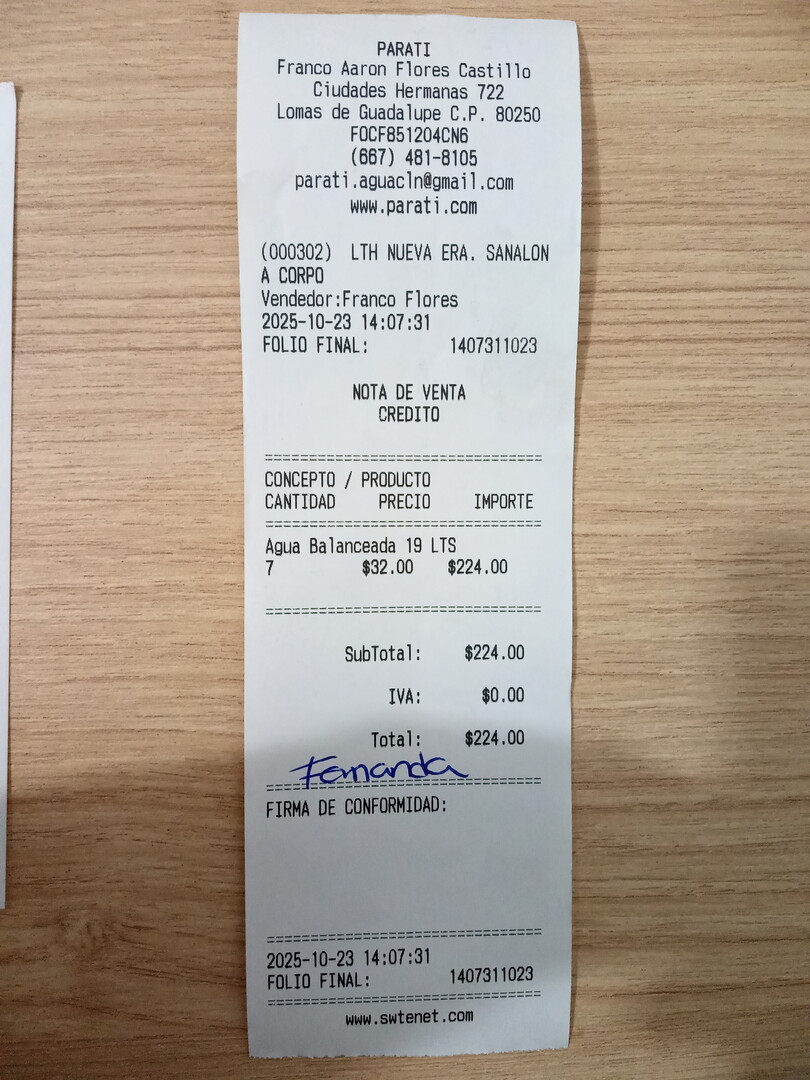 PARATI
Franco Aaron Flores Castillo
Ciudades Hermanas 722
Lomas de Guadalupe C.P. 80250
FOCF851204CN6
(667) 481-8105
parati.aguacln@gmail.com
www.parati.com
(000302) LTH NUEVA ERA. SANALON
A CORPO
Vendedor:Franco Flores
2025-10-23 14:07:31
FOLIO FINAL: 1407311023
NOTA DE VENTA
CREDITO
================================
CONCEPTO / PRODUCTO
CANTIDAD PRECIO IMPORTE
================================
Agua Balanceada 19 LTS
7 $32.00 $224.00
================================
SubTotal: $224.00
IVA: $0.00
Total: $224.00
Fernanda
================================
FIRMA DE CONFORMIDAD:
================================
2025-10-23 14:07:31
FOLIO FINAL: 1407311023
================================
www.swtenet.com